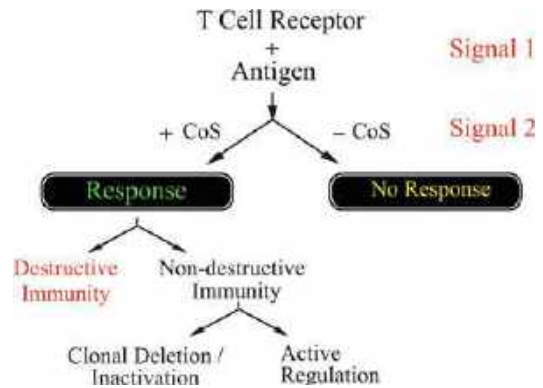 T Cell Receptor
+
Antigen
Signal 1
+ CoS
– CoS
Signal 2
Response
No Response
Destructive
Immunity
Non-destructive
Immunity
Clonal Deletion /
Inactivation
Active
Regulation